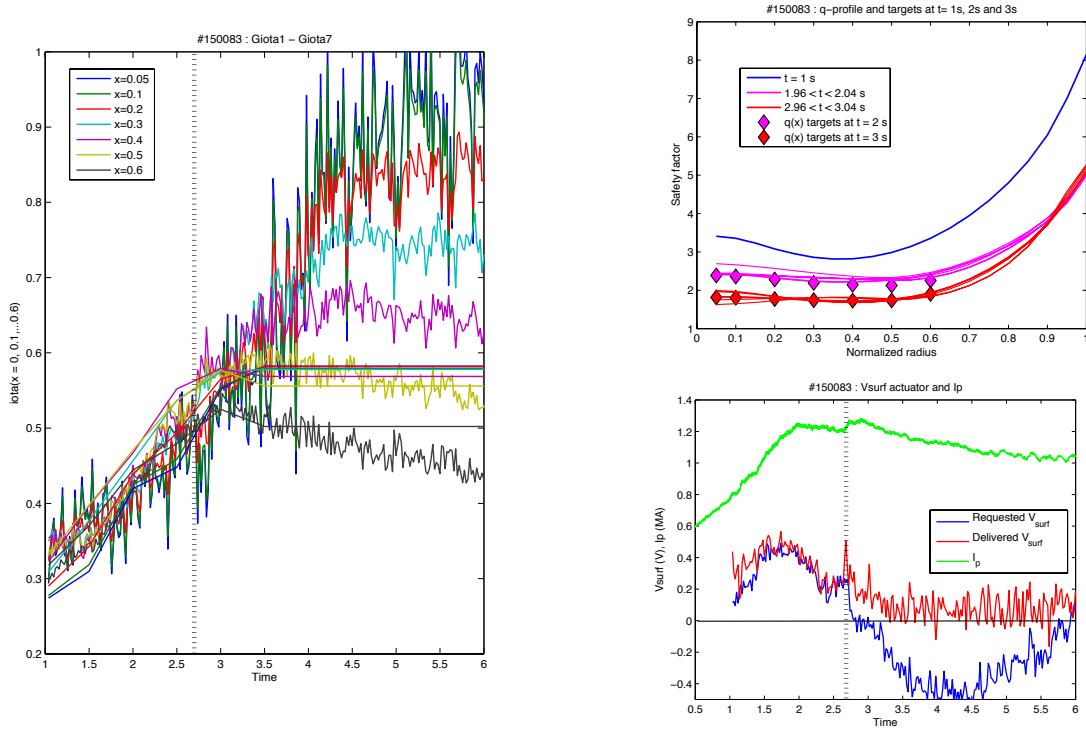 #150083 : Giota1 − Giota7
1
0.9
0.8
0.7
0.6
0.5
0.4
0.3
0.2
iota(x = 0, 0.1,...0.6)
x=0.05
x=0.1
x=0.2
x=0.3
x=0.4
x=0.5
x=0.6
1 1.5 2 2.5 3 3.5 4 4.5 5 5.5 6
Time
#150083 : q−profile and targets at t= 1s, 2s and 3s
9
8
7
6
5
4
3
2
1
Safety factor
t = 1 s
1.96 < t < 2.04 s
2.96 < t < 3.04 s
q(x) targets at t = 2 s
q(x) targets at t = 3 s
0 0.1 0.2 0.3 0.4 0.5 0.6 0.7 0.8 0.9 1
Normalized radius
#150083 : Vsurf actuator and Ip
1.4
1.2
1
0.8
0.6
0.4
0.2
0
−0.2
−0.4
Vsurf (V), Ip (MA)
Requested V_surf
Delivered V_surf
I_p
0.5 1 1.5 2 2.5 3 3.5 4 4.5 5 5.5 6
Time